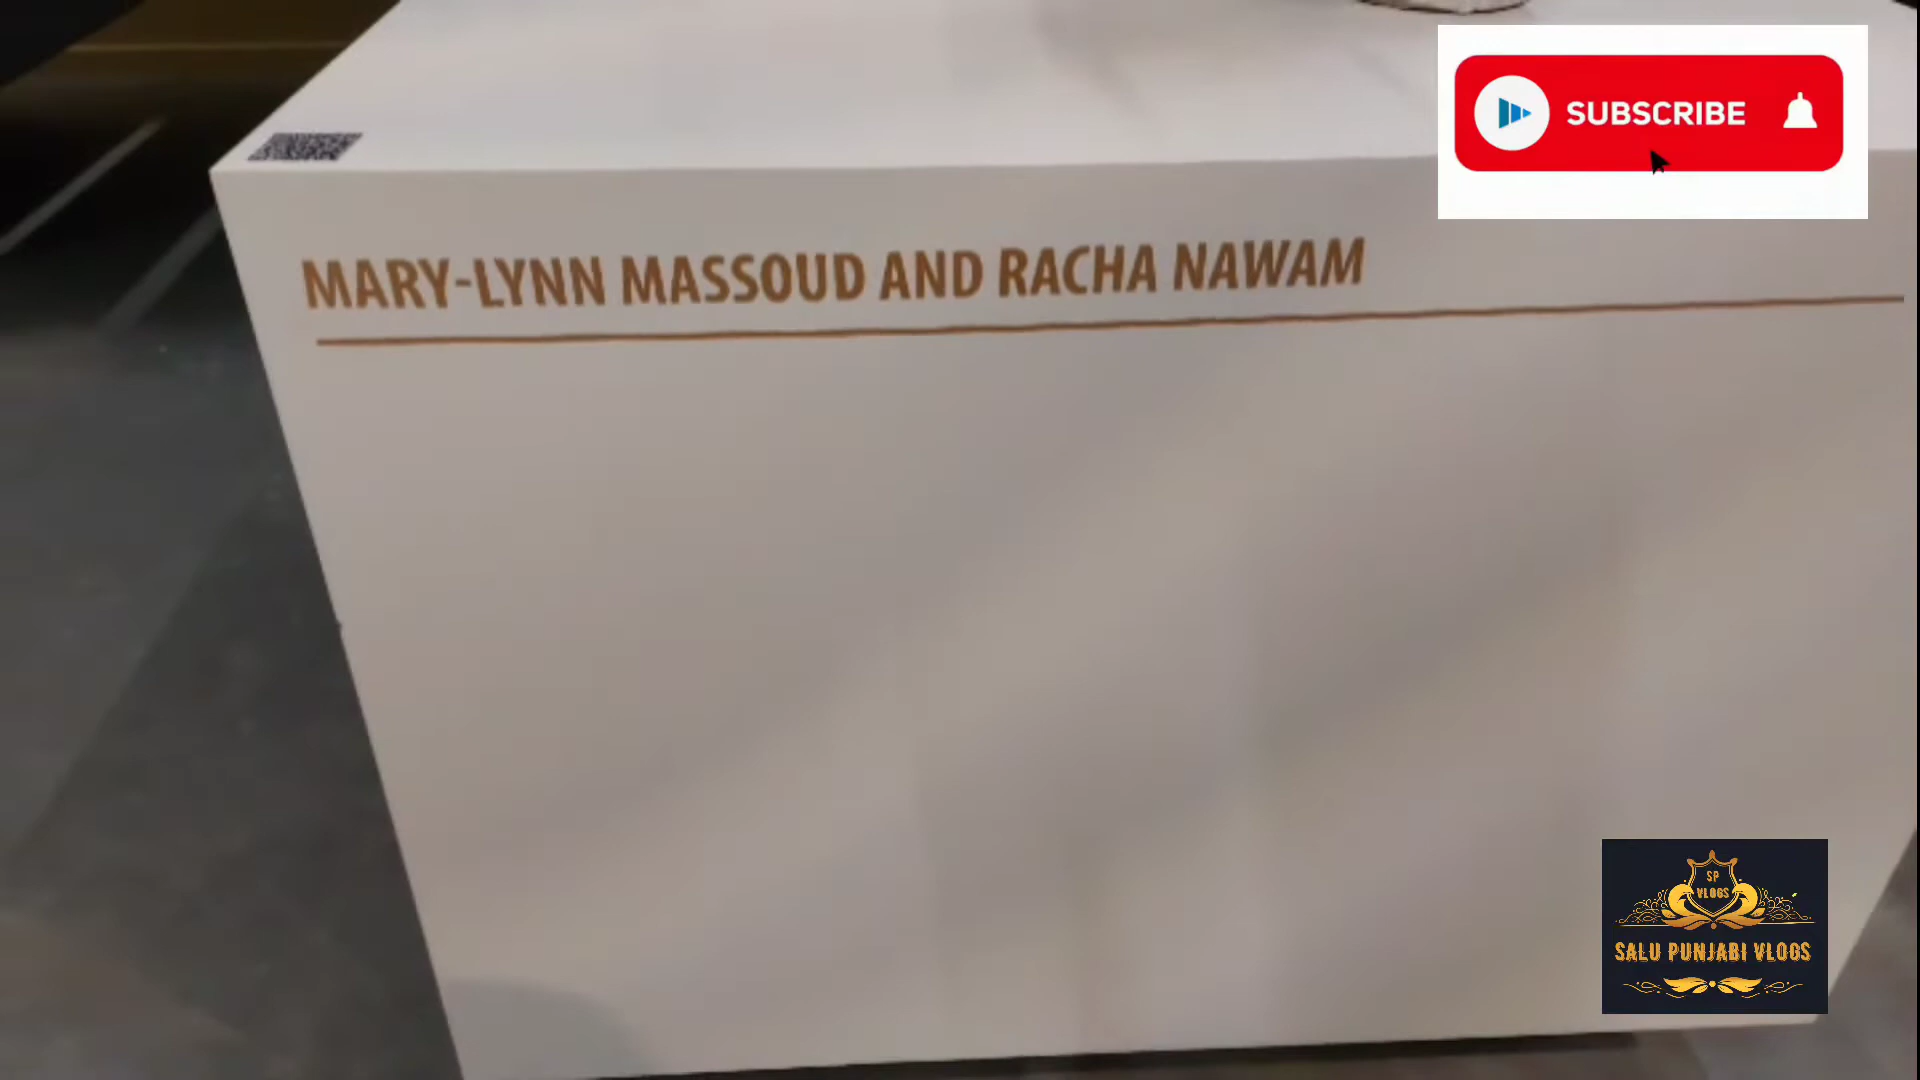 SUBSCRIBE
MARY-LYNN MASSOUD AND RACHA NAWAM
SP
VLOGS
SALU PUNJABI VLOGS